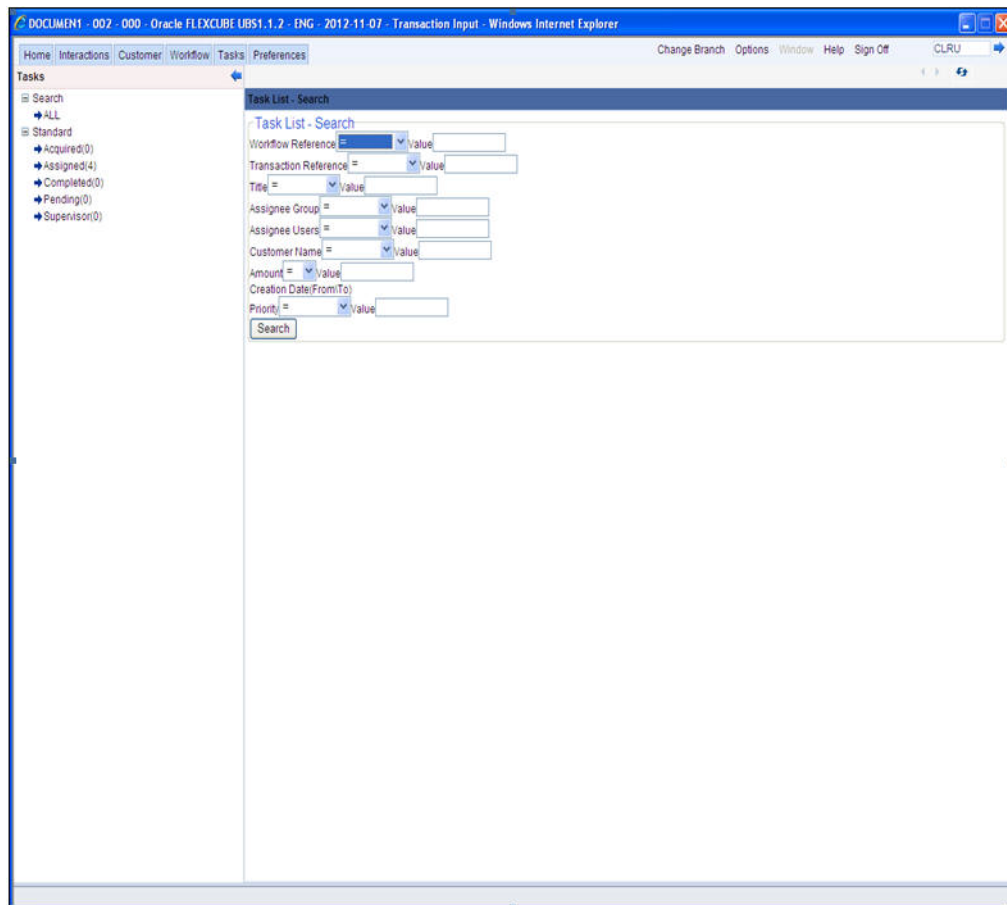 DOCUMENT1 - 002 - 000 - Oracle FLEXCUBE UBS1.1.2 - ENG - 2012-11-07 - Transaction Input - Windows Internet Explorer
Home Interactions Customer Workflow Tasks Preferences Change Branch Options Window Help Sign Off CLRU
Tasks
Search
ALL
Standard
Acquired(0)
Assigned(4)
Completed(0)
Pending(0)
Supervisor(0)
Task List - Search
Task List - Search
Workflow Reference = Value
Transaction Reference = Value
Title = Value
Assignee Group = Value
Assignee Users = Value
Customer Name = Value
Amount = Value
Creation Date(From\To)
Priority = Value
Search